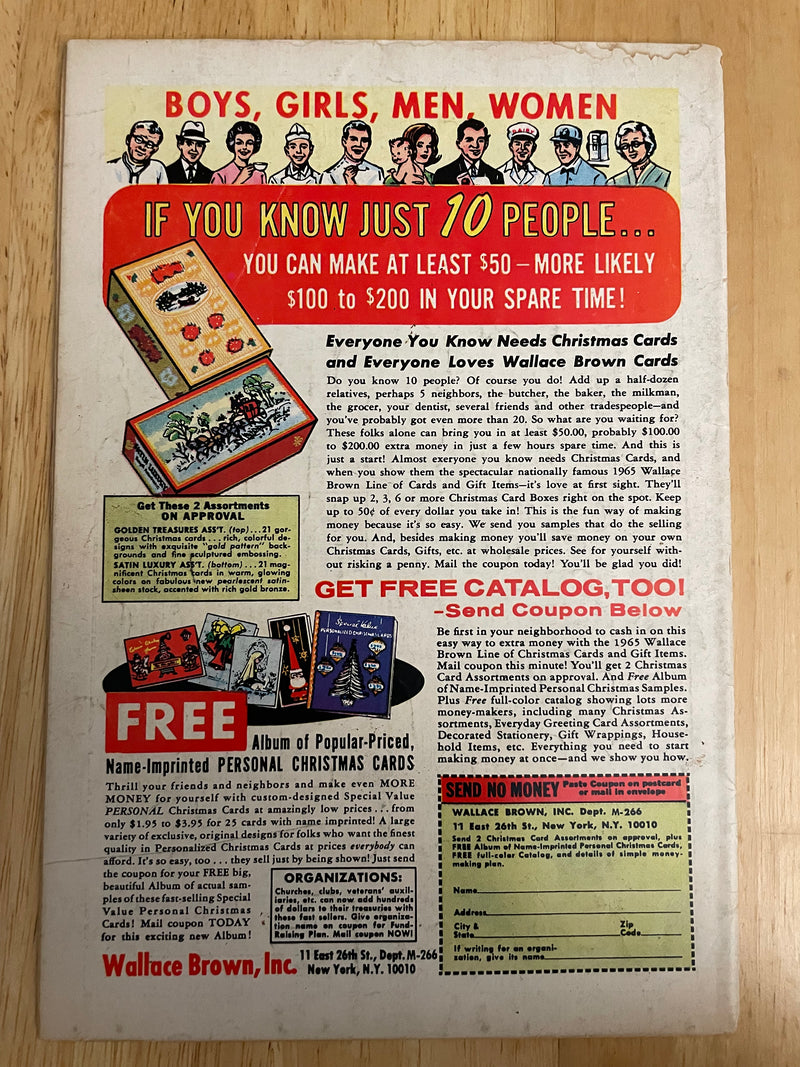 BOYS, GIRLS, MEN, WOMEN
DAIRY
IF YOU KNOW JUST 10 PEOPLE...
YOU CAN MAKE AT LEAST $50 – MORE LIKELY
$100 to $200 IN YOUR SPARE TIME!
Everyone You Know Needs Christmas Cards
and Everyone Loves Wallace Brown Cards
Do you know 10 people? Of course you do! Add up a half-dozen
relatives, perhaps 5 neighbors, the butcher, the baker, the milkman,
the grocer, your dentist, several friends and other tradespeople—and
you've probably got even more than 20. So what are you waiting for?
These folks alone can bring you in at least $50.00, probably $100.00
to $200.00 extra money in just a few hours spare time. And this is
just a start! Almost everyone you know needs Christmas Cards, and
when you show them the spectacular nationally famous 1965 Wallace
Brown Line of Cards and Gift Items—it's love at first sight. They'll
snap up 2, 3, 6 or more Christmas Card Boxes right on the spot. Keep
up to 50¢ of every dollar you take in! This is the fun way of making
money because it's so easy. We send you samples that do the selling
for you. And, besides making money you'll save money on your own
Christmas Cards, Gifts, etc. at wholesale prices. See for yourself with-
out risking a penny. Mail the coupon today! You'll be glad you did!
Get These 2 Assortments
ON APPROVAL
GOLDEN TREASURES ASS'T. (top)...21 gor-
geous Christmas cards ... rich, colorful de-
signs with exquisite "gold pattern" back-
grounds and fine sculptured embossing.
SATIN LUXURY ASS'T. (bottom)...21 mag-
nificent Christmas cards in warm, glowing
colors on fabulous new pearlescent satin-
sheen stock, accented with rich gold bronze.
GET FREE CATALOG, TOO!
–Send Coupon Below
Be first in your neighborhood to cash in on this
easy way to extra money with the 1965 Wallace
Brown Line of Christmas Cards and Gift Items.
Mail coupon this minute! You'll get 2 Christmas
Card Assortments on approval. And Free Album
of Name-Imprinted Personal Christmas Samples.
Plus Free full-color catalog showing lots more
money-makers, including many Christmas As-
sortments, Everyday Greeting Card Assortments,
Decorated Stationery, Gift Wrappings, House-
hold Items, etc. Everything you need to start
making money at once—and we show you how.
Special Value
PERSONALIZED CHRISTMAS CARDS
1964
FREE
Album of Popular-Priced,
Name-Imprinted PERSONAL CHRISTMAS CARDS
Thrill your friends and neighbors and make even MORE
MONEY for yourself with custom-designed Special Value
PERSONAL Christmas Cards at amazingly low prices... from
only $1.95 to $3.95 for 25 cards with name imprinted! A large
variety of exclusive, original designs for folks who want the finest
quality in Personalized Christmas Cards at prices everybody can
afford. It's so easy, too ... they sell just by being shown! Just send
the coupon for your FREE big,
beautiful Album of actual sam-
ples of these fast-selling Special
Value Personal Christmas
Cards! Mail coupon TODAY
for this exciting new Album!
ORGANIZATIONS:
Churches, clubs, veterans' auxil-
iaries, etc. can now add hundreds
of dollars to their treasuries with
these fast sellers. Give organiza-
tion name on coupon for Fund-
Raising Plan. Mail coupon NOW!
Wallace Brown, Inc. 11 East 26th St., Dept. M-266
New York, N.Y. 10010
SEND NO MONEY Paste Coupon on postcard
or mail in envelope
WALLACE BROWN, INC. Dept. M-266
11 East 26th St., New York, N.Y. 10010
Send 2 Christmas Card Assortments on approval, plus
FREE Album of Name-Imprinted Personal Christmas Cards,
FREE full-color Catalog, and details of simple money-
making plan.
Name
Address
City & State Zip Code
If writing for an organi-
zation, give its name